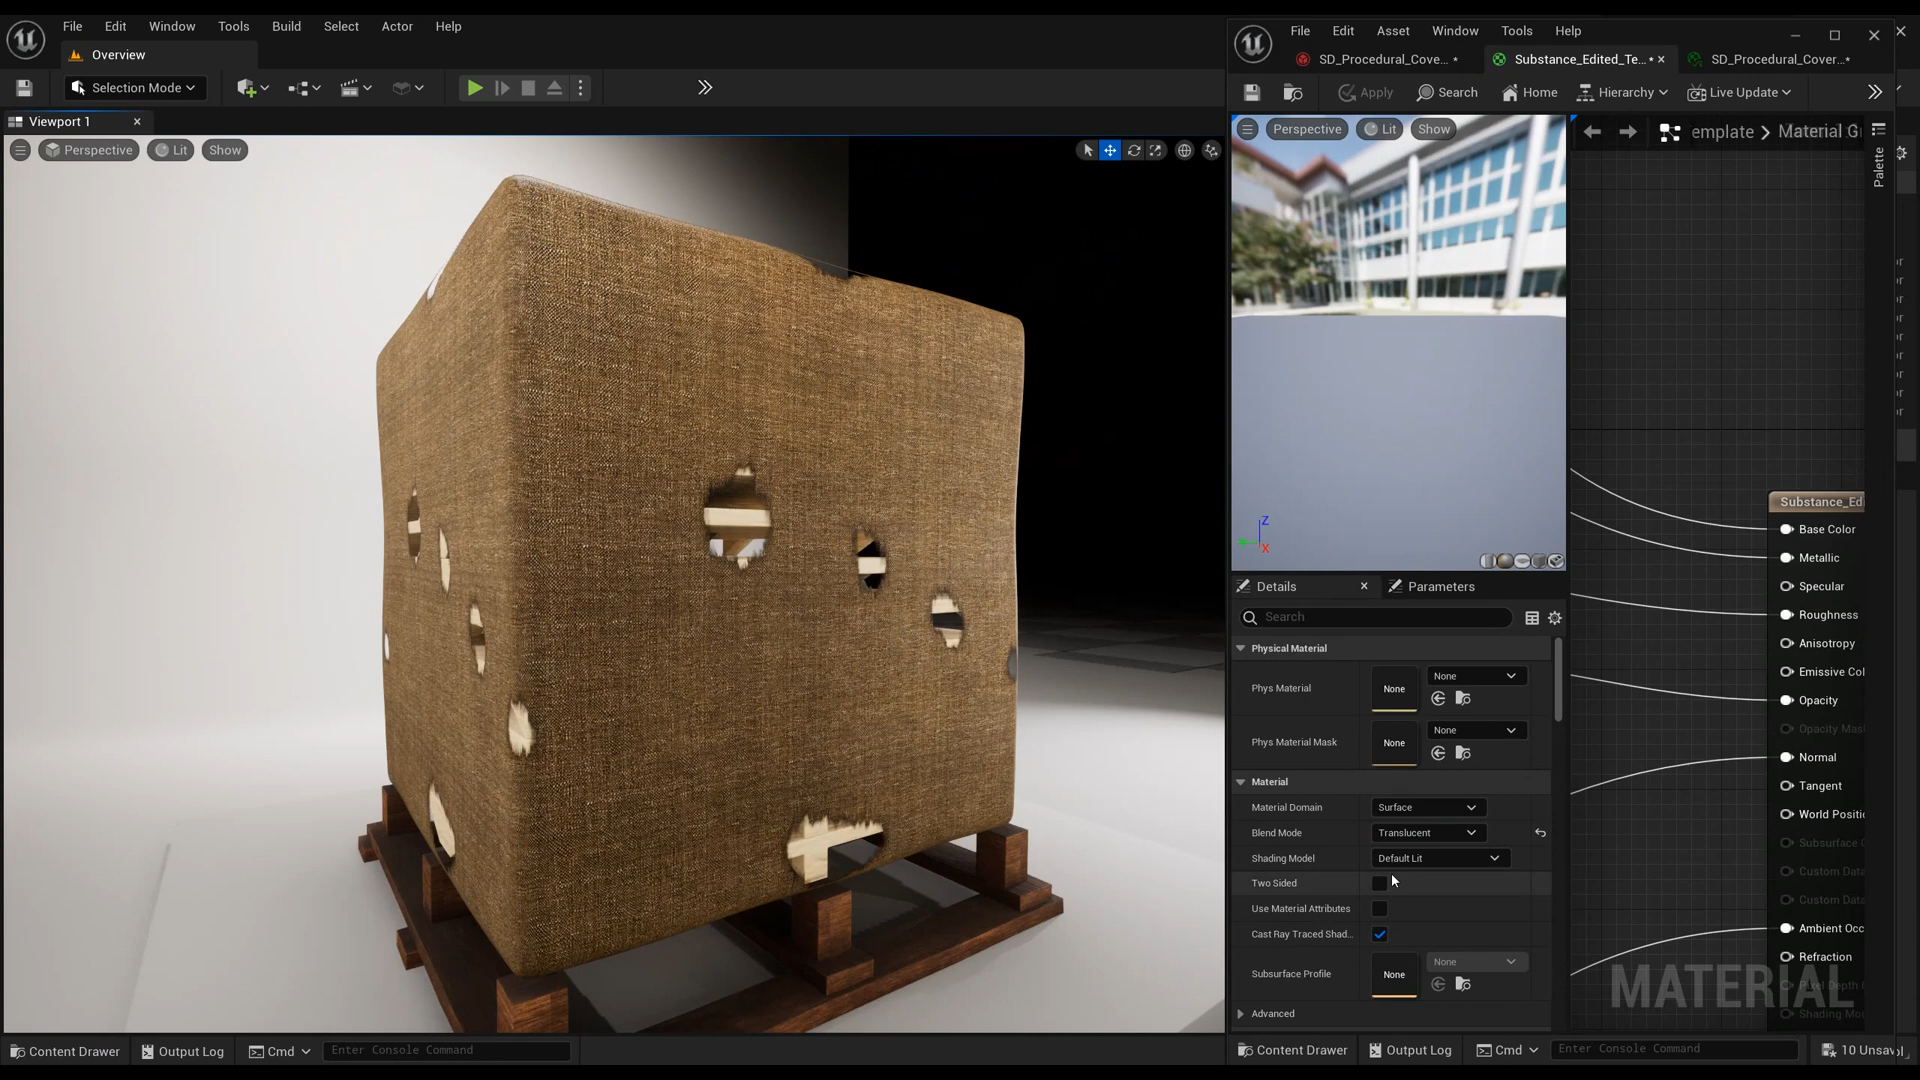 File Edit Window Tools Build Select Actor Help
Overview
Selection Mode
Viewport 1
Perspective Lit Show
File Edit Asset Window Tools Help
SD_Procedural_Cove... • Substance_Edited_Te... • SD_Procedural_Cover... •
Apply Search Home Hierarchy Live Update
Perspective Lit Show
emplate > Material G
Palette
Z
X
Substance_Edi
Base Color
Metallic
Specular
Roughness
Anisotropy
Emissive Col
Opacity
Opacity Mas
Normal
Tangent
World Positi
Subsurface C
Custom Data
Custom Data
Ambient Occ
Refraction
Pixel Depth
Shading Mo
MATERIAL
Details Parameters
Search
Physical Material
Phys Material None None
Phys Material Mask None None
Material
Material Domain Surface
Blend Mode Translucent
Shading Model Default Lit
Two Sided
Use Material Attributes
Cast Ray Traced Shad...
Subsurface Profile None None
Advanced
Content Drawer Output Log Cmd Enter Console Command
Content Drawer Output Log Cmd Enter Console Command 10 Unsav